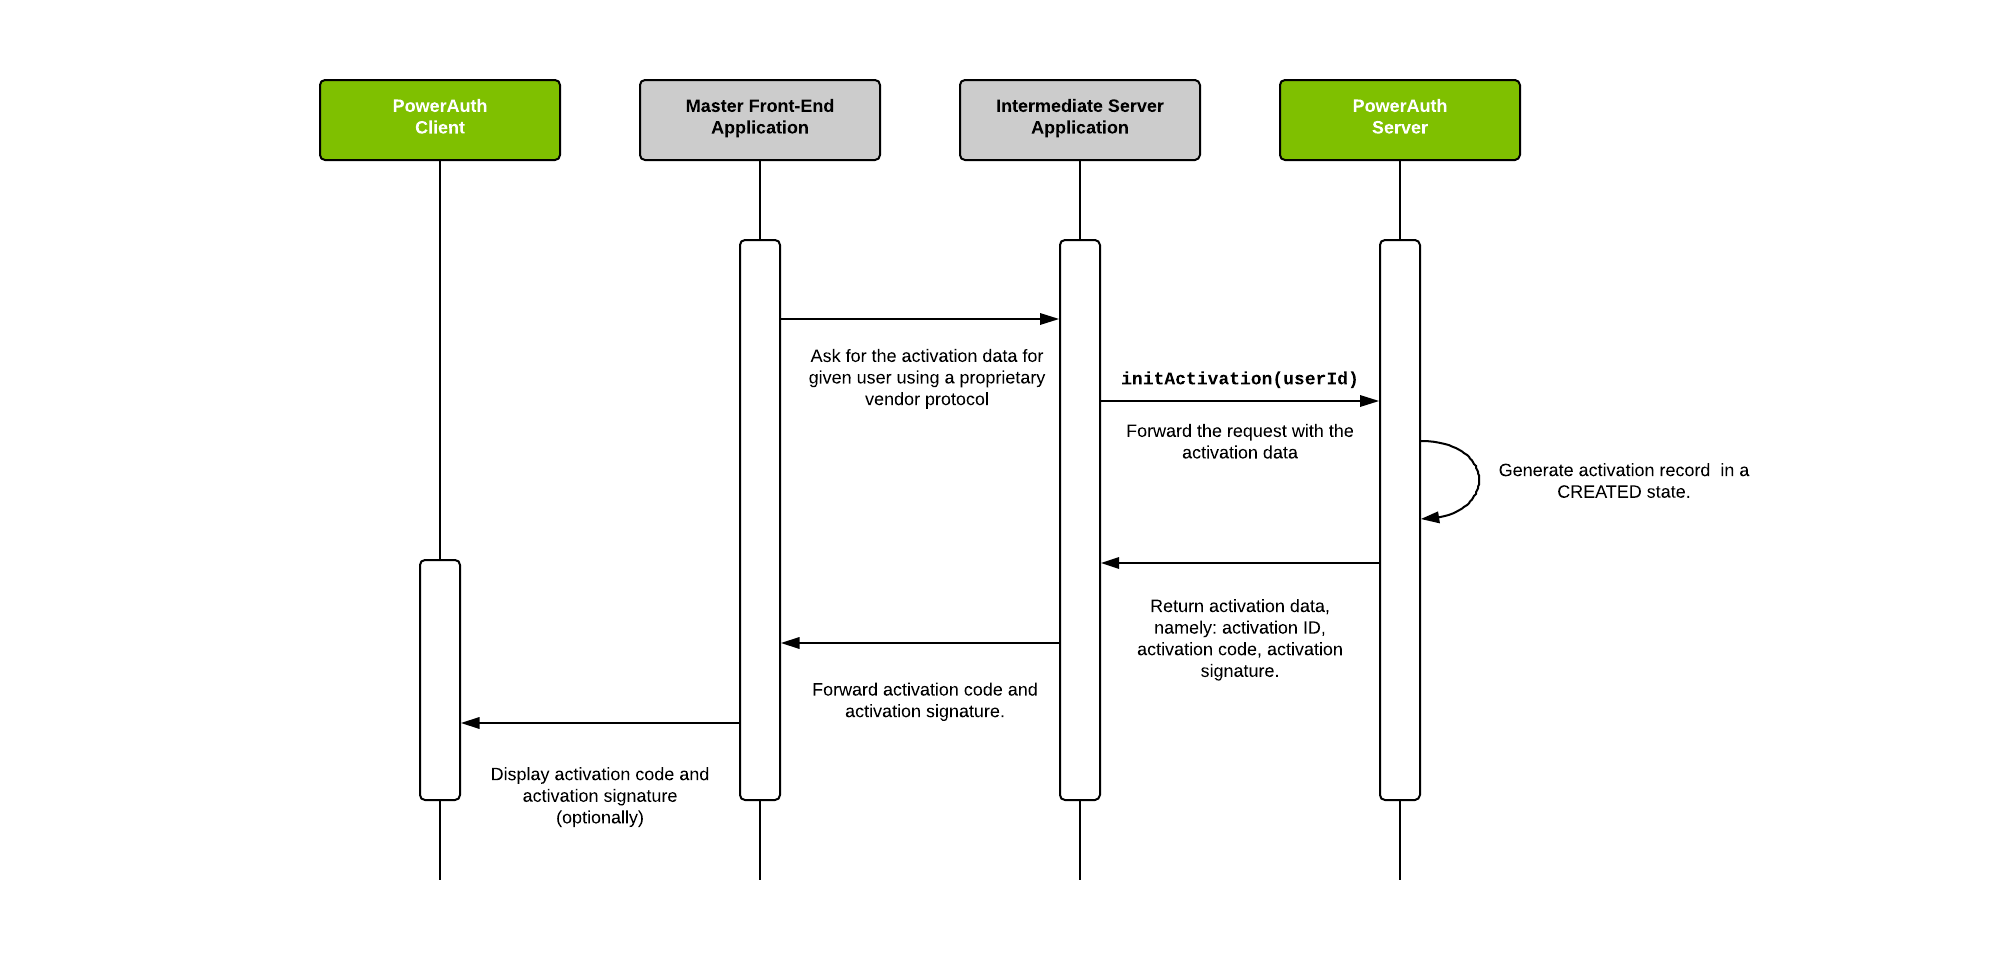 PowerAuth
Client
Master Front-End
Application
Intermediate Server
Application
PowerAuth
Server
Ask for the activation data for
given user using a proprietary
vendor protocol
initActivation(userId)
Forward the request with the
activation data
Generate activation record  in a
CREATED state.
Return activation data,
namely: activation ID,
activation code, activation
signature.
Forward activation code and
activation signature.
Display activation code and
activation signature
(optionally)